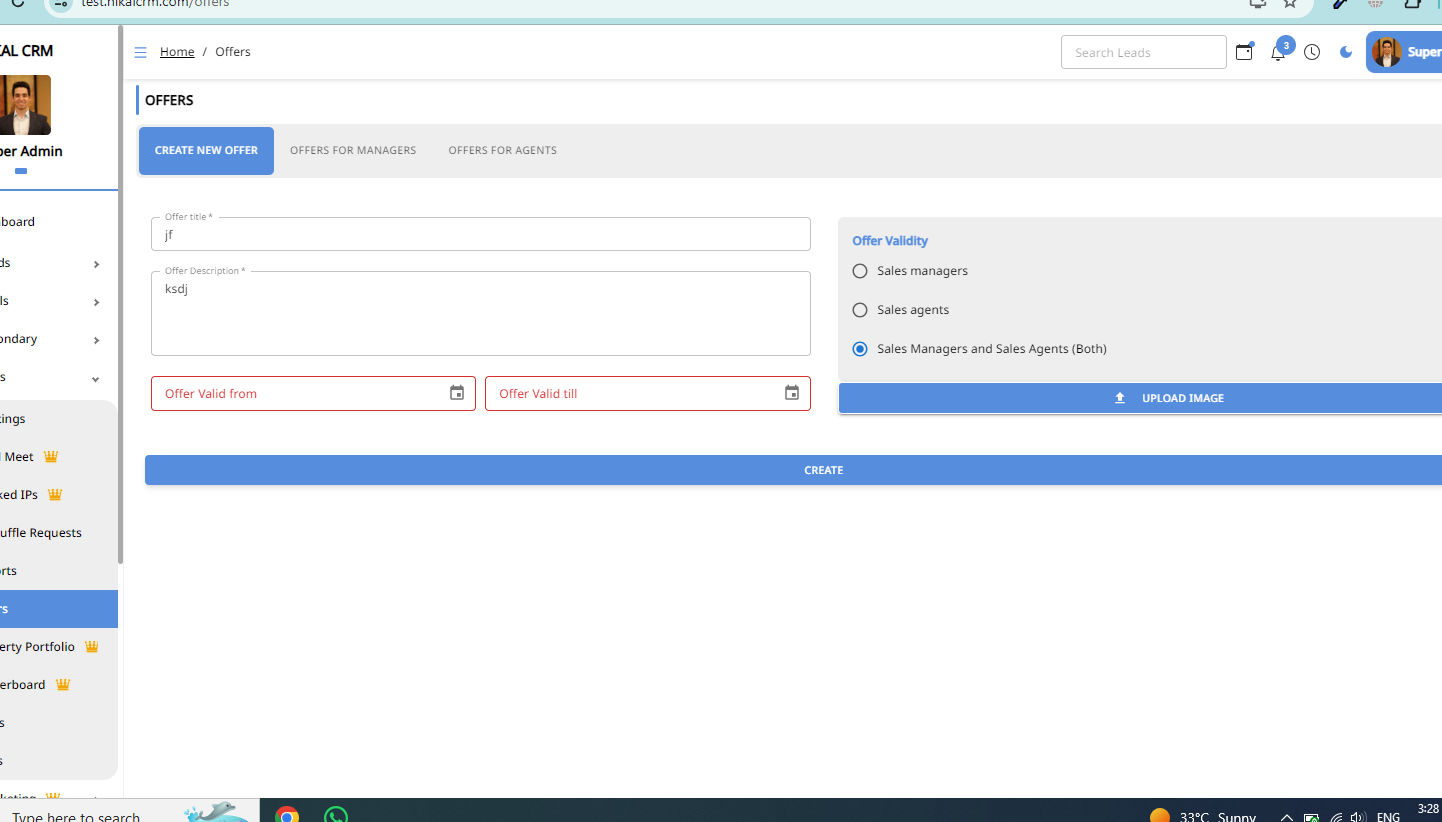 test.hikalcrm.com/offers
KAL CRM
Home / Offers
Search Leads
3
Super
OFFERS
per Admin
CREATE NEW OFFER
OFFERS FOR MANAGERS
OFFERS FOR AGENTS
board
ds
ls
ondary
s
tings
l Meet
ked IPs
uffle Requests
orts
rs
erty Portfolio
erboard
s
s
keting
Offer title *
jf
Offer Description *
ksdj
Offer Valid from
Offer Valid till
Offer Validity
Sales managers
Sales agents
Sales Managers and Sales Agents (Both)
UPLOAD IMAGE
CREATE
Type here to search
33°C Sunny
ENG
3:28